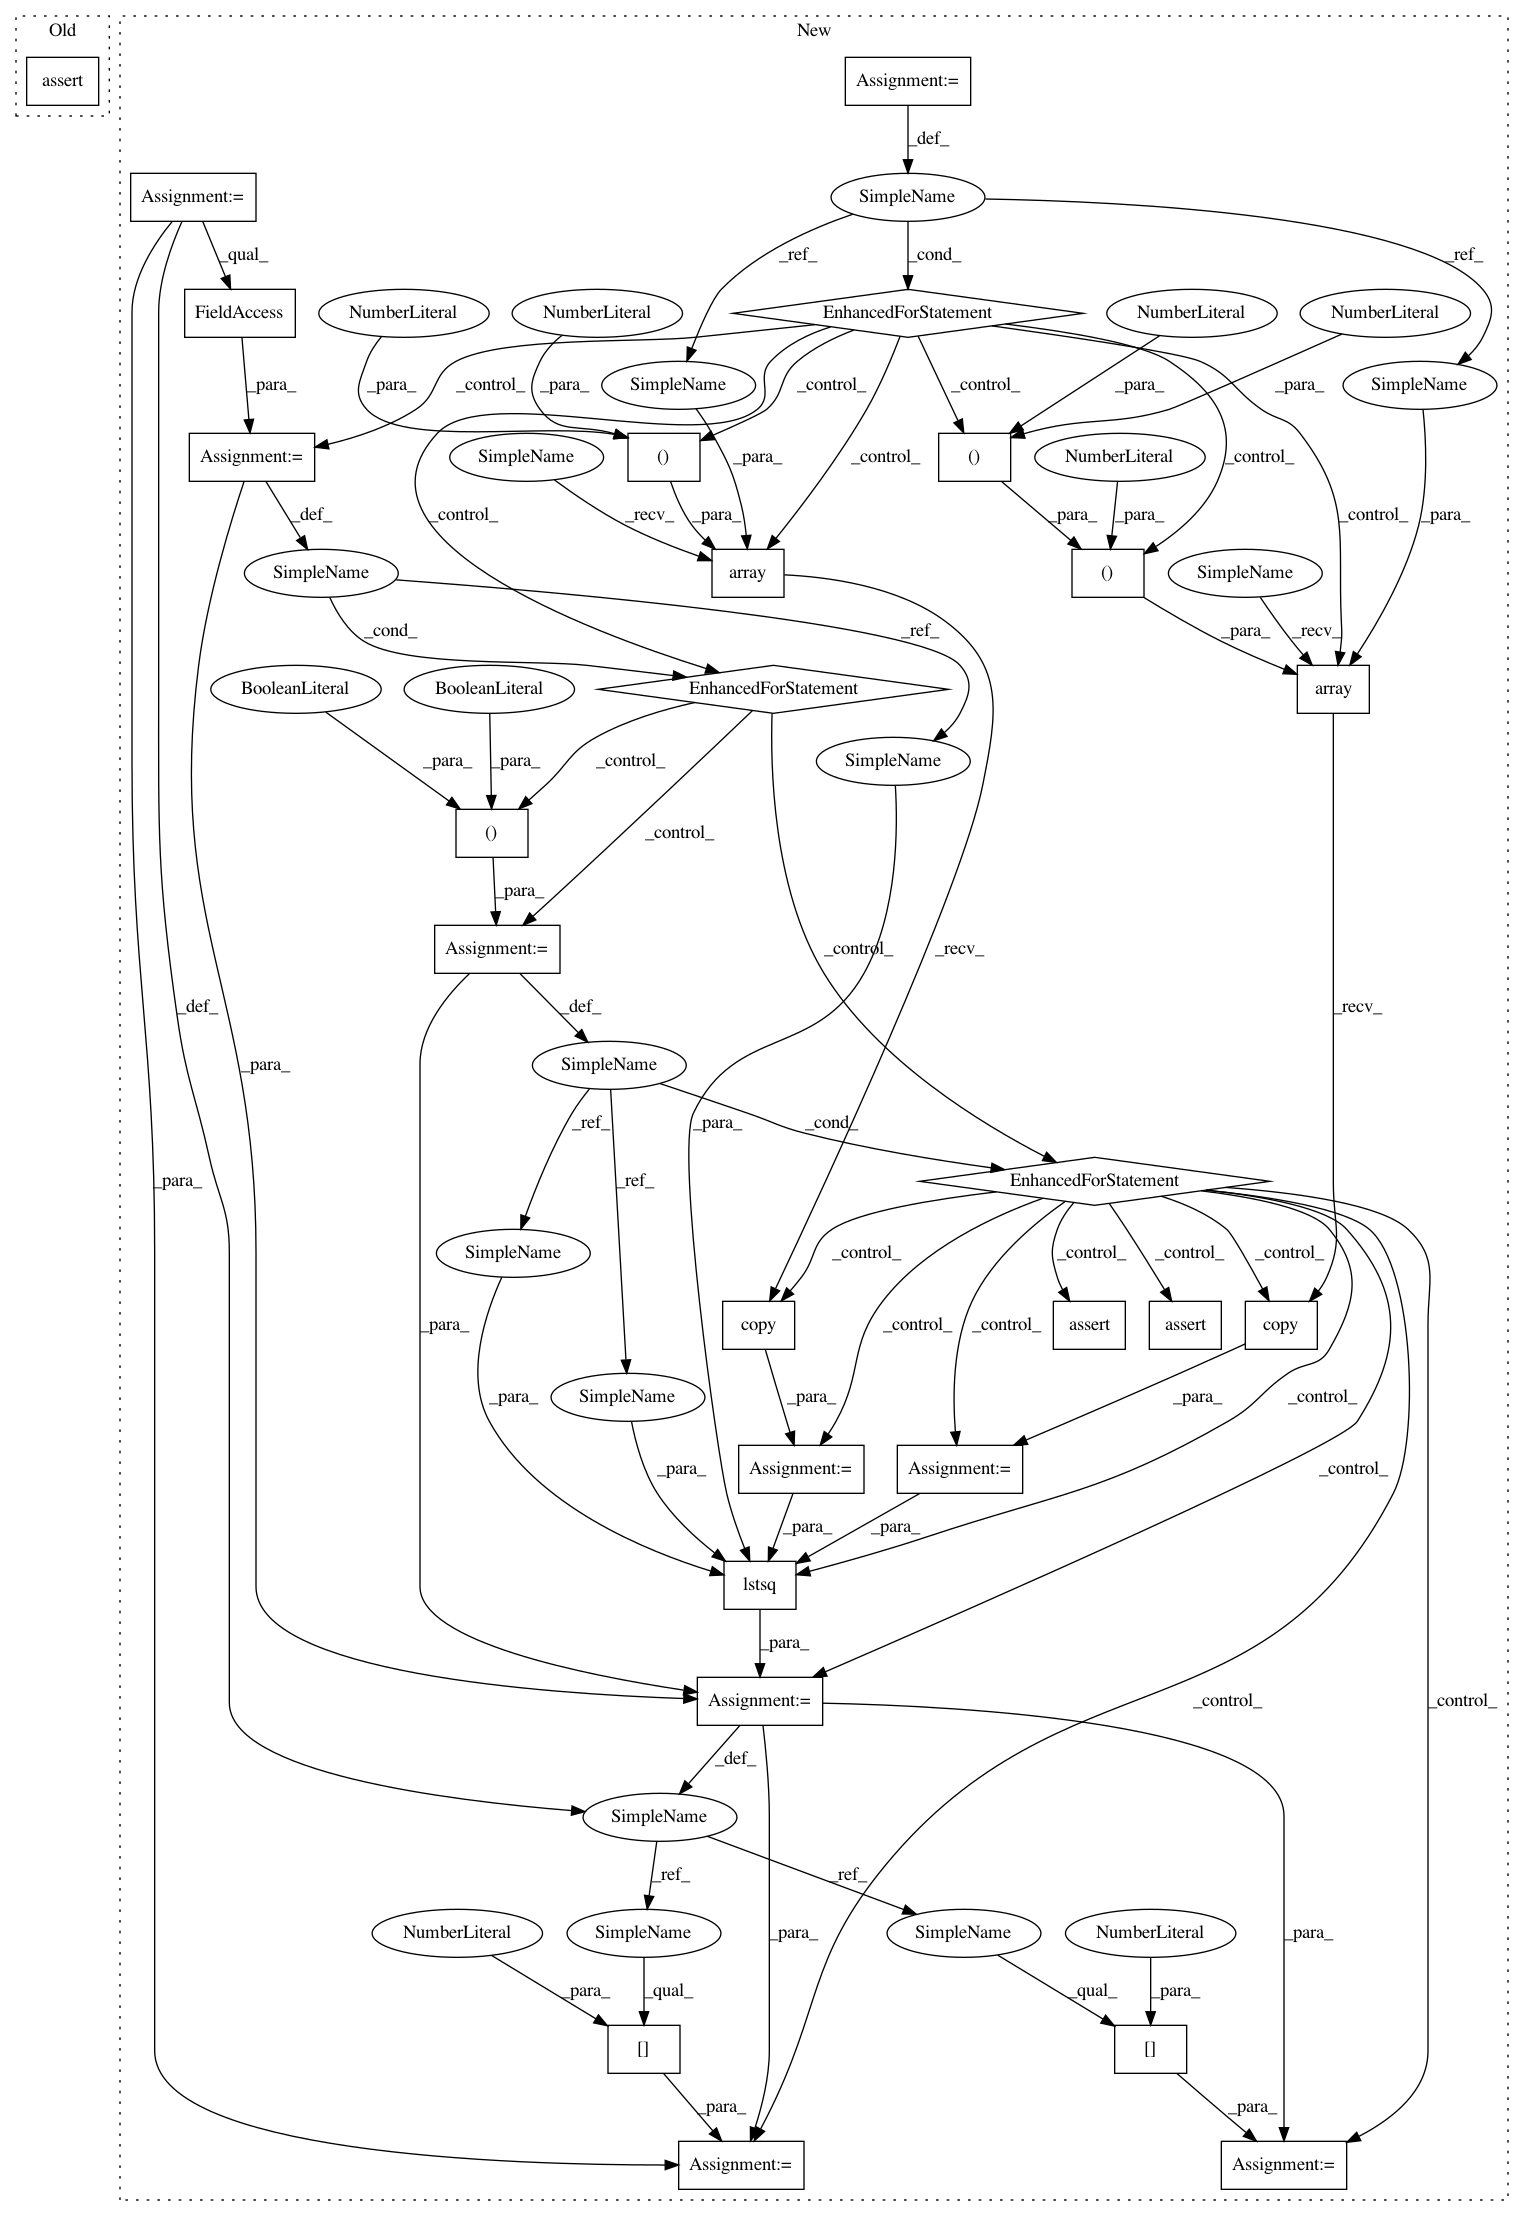 Old
New
assert
Assignment:=
_def_
Assignment:=
SimpleName
_qual_
_cond_
_ref_
_ref_
FieldAccess
NumberLiteral
NumberLiteral
EnhancedForStatement
NumberLiteral
NumberLiteral
_para_
_para_
_para_
_control_
SimpleName
_control_
_control_
_para_
_para_
SimpleName
Assignment:=
SimpleName
()
_para_
_control_
()
NumberLiteral
_control_
_def_
_control_
_recv_
_para_
_para_
_para_
_control_
_para_
SimpleName
array
()
SimpleName
_cond_
_ref_
_para_
_recv_
BooleanLiteral
BooleanLiteral
EnhancedForStatement
array
_para_
_para_
_control_
SimpleName
()
_control_
_para_
Assignment:=
_control_
_recv_
_def_
_def_
_recv_
_para_
SimpleName
_ref_
_para_
_cond_
_para_
_ref_
EnhancedForStatement
SimpleName
_control_
_control_
_control_
_control_
_para_
copy
_control_
_control_
assert
assert
copy
_para_
SimpleName
_para_
_para_
_control_
_para_
Assignment:=
Assignment:=
_control_
_para_
_para_
lstsq
_para_
Assignment:=
_control_
_control_
_def_
SimpleName
_ref_
_ref_
NumberLiteral
SimpleName
_para_
SimpleName
NumberLiteral
_para_
_para_
_qual_
_qual_
_para_
[]
[]
_para_
_para_
Assignment:=
Assignment:=